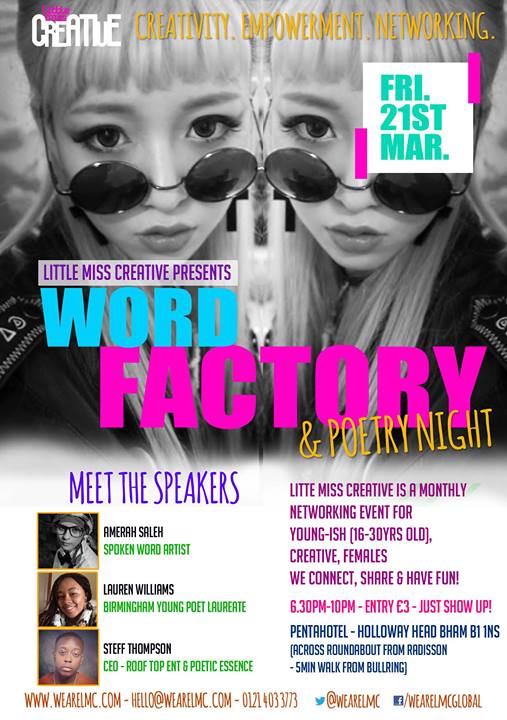 LITTLE MISS
CREATIVE
CREATIVITY. EMPOWERMENT. NETWORKING.
FRI.
21ST
MAR.
LITTLE MISS CREATIVE PRESENTS
WORD
FACTORY
& POETRY NIGHT
MEET THE SPEAKERS
AMERAH SALEH
SPOKEN WORD ARTIST
LAUREN WILLIAMS
BIRMINGHAM YOUNG POET LAUREATE
STEFF THOMPSON
CEO - ROOF TOP ENT & POETIC ESSENCE
LITTE MISS CREATIVE IS A MONTHLY
NETWORKING EVENT FOR
YOUNG-ISH (16-30YRS OLD),
CREATIVE, FEMALES
WE CONNECT, SHARE & HAVE FUN!
6.30PM-10PM - ENTRY £3 - JUST SHOW UP!
PENTAHOTEL - HOLLOWAY HEAD BHAM B1 1NS
(ACROSS ROUNDABOUT FROM RADISSON
- 5MIN WALK FROM BULLRING)
WWW.WEARELMC.COM - HELLO@WEARELMC.COM - 0121 403 3773 @WEARELMC /WEARELMCGLOBAL